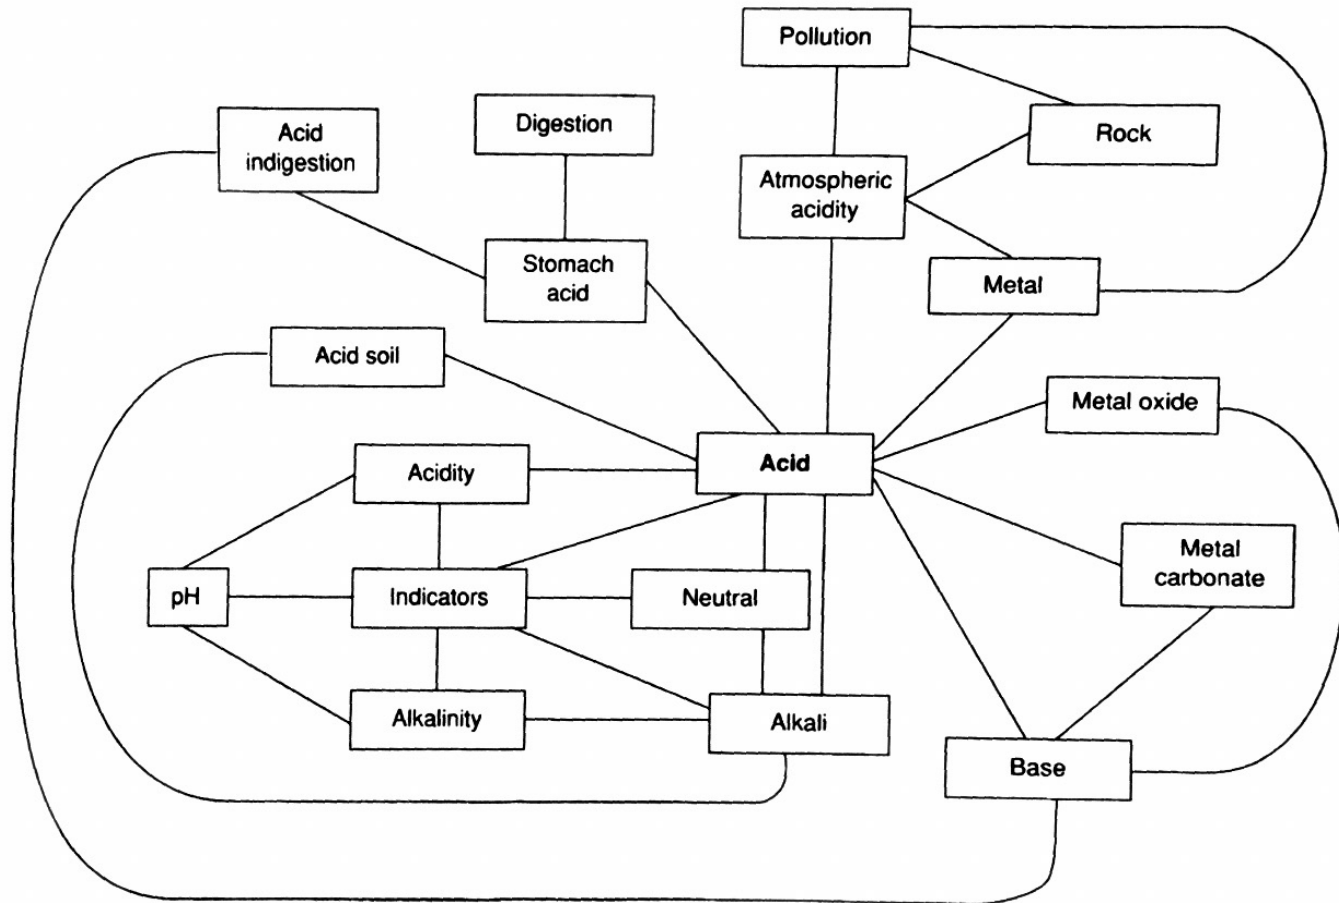 Pollution
Acid
indigestion
Digestion
Rock
Atmospheric
acidity
Stomach
acid
Metal
Acid soil
Metal oxide
Acid
Acidity
Metal
carbonate
pH
Indicators
Neutral
Alkalinity
Alkali
Base